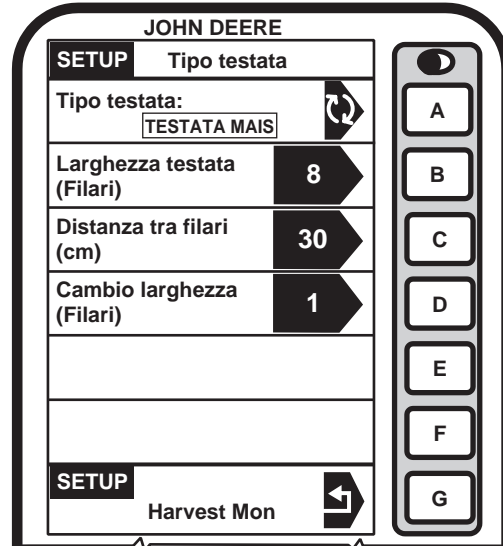 JOHN DEERE
SETUP Tipo testata
Tipo testata:
TESTATA MAIS
Larghezza testata
(Filari)
8
Distanza tra filari
(cm)
30
Cambio larghezza
(Filari)
1
SETUP
Harvest Mon
A
B
C
D
E
F
G